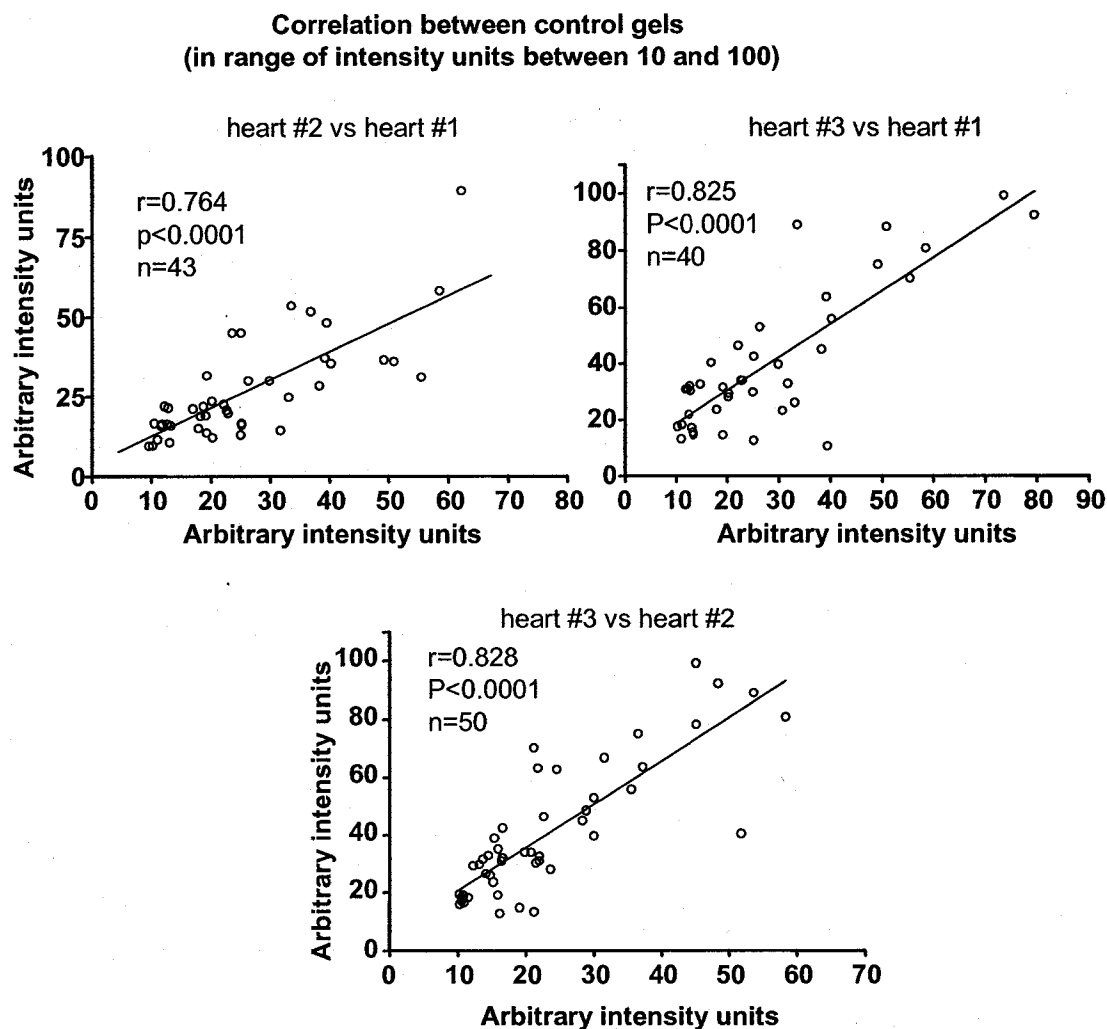 Correlation between control gels
(in range of intensity units between 10 and 100)
heart #2 vs heart #1
r=0.764
p<0.0001
n=43
100
75
50
25
0
0 10 20 30 40 50 60 70 80
Arbitrary intensity units
Arbitrary intensity units
heart #3 vs heart #1
r=0.825
P<0.0001
n=40
100
80
60
40
20
0
0 10 20 30 40 50 60 70 80 90
Arbitrary intensity units
heart #3 vs heart #2
r=0.828
P<0.0001
n=50
100
80
60
40
20
0
0 10 20 30 40 50 60 70
Arbitrary intensity units
Arbitrary intensity units